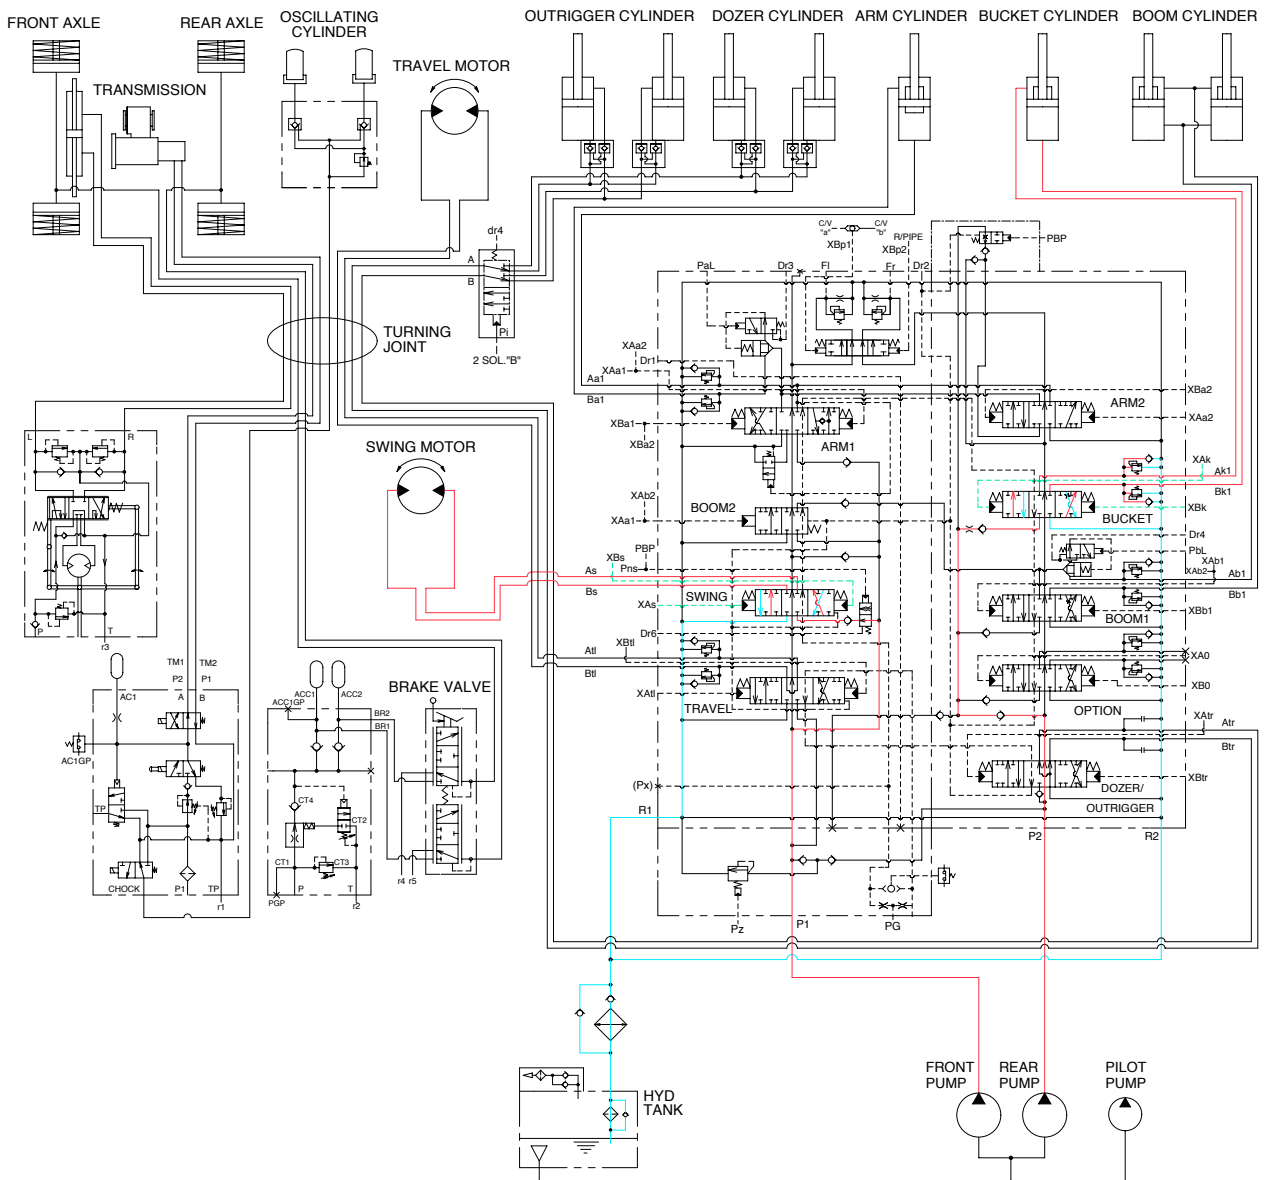 FRONT AXLE
REAR AXLE
OSCILLATING
CYLINDER
OUTRIGGER CYLINDER
DOZER CYLINDER
ARM CYLINDER
BUCKET CYLINDER
BOOM CYLINDER
TRANSMISSION
TRAVEL MOTOR
dr4
A
B
Pi
2 SOL."B"
TURNING
JOINT
C/V
"a"
C/V
"b"
XBp1
R/PIPE
XBp2
PBP
PaL
Dr3
Fl
Fr
Dr2
XAa2
Dr1
XAa1
Aa1
Ba1
XBa2
ARM2
XAa2
XBa1
XBa2
ARM1
L
R
SWING MOTOR
XAk
Ak1
Bk1
XBk
BUCKET
XAb2
BOOM2
XAa1
Dr4
PbL
XAb1
XAb2
Ab1
Bb1
PBP
XBs
Pns
As
Bs
SWING
XAs
XBb1
BOOM1
Dr6
XBtl
Atl
Btl
XAtl
TRAVEL
XA0
XB0
OPTION
P
T
r3
TM1
TM2
P2
P1
AC1
A
B
ACC1
ACC2
ACC1GP
BR2
BR1
BRAKE VALVE
XAtr
Atr
Btr
XBtr
DOZER/
OUTRIGGER
AC1GP
TP
CT4
CT2
CT1
CT3
(Px)
R1
P2
R2
CHOCK
P1
TP
r1
PGP
P
T
r2
r4
r5
Pz
P1
PG
FRONT
PUMP
REAR
PUMP
PILOT
PUMP
HYD
TANK